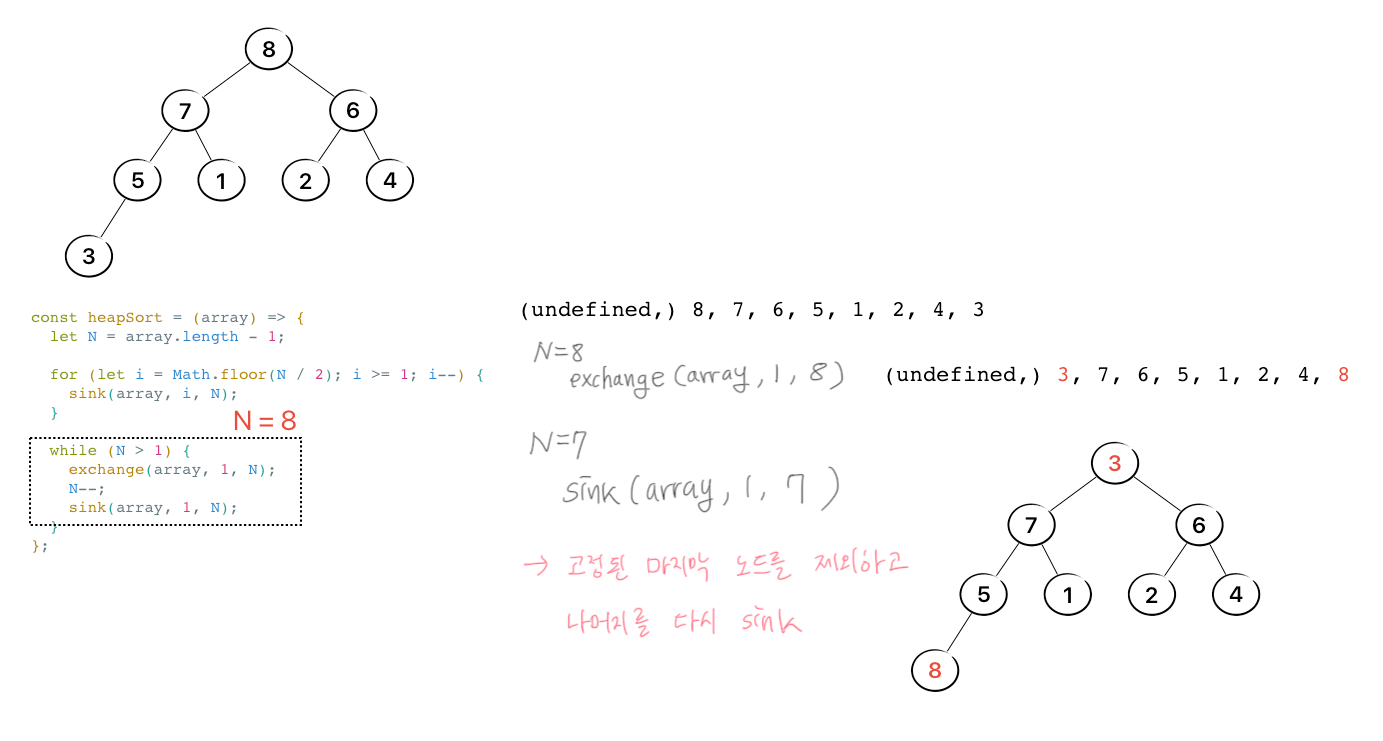 8
7 6
5 1 2 4
3
const heapSort = (array) => {
let N = array.length - 1;
for (let i = Math.floor(N / 2); i >= 1; i--) {
sink(array, i, N);
}
N = 8
while (N > 1) {
exchange(array, 1, N);
N--;
sink(array, 1, N);
}
};
(undefined,) 8, 7, 6, 5, 1, 2, 4, 3
N=8
exchange (array, 1, 8)
N=7
sink (array, 1, 7)
→ 고정된 마지막 노드를 제외하고
나머지를 다시 sink
(undefined,) 3, 7, 6, 5, 1, 2, 4, 8
3
7 6
5 1 2 4
8